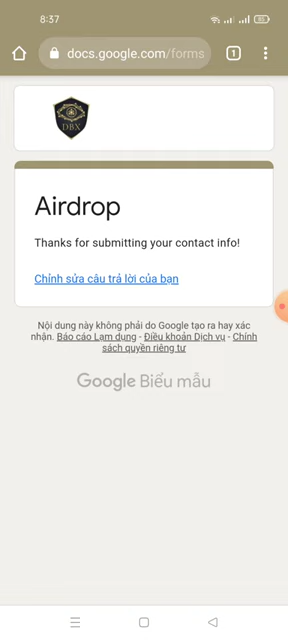 8:37
85
docs.google.com/forms
1
DBX
Airdrop
Thanks for submitting your contact info!
Chỉnh sửa câu trả lời của bạn
Nội dung này không phải do Google tạo ra hay xác
nhận. Báo cáo Lạm dụng - Điều khoản Dịch vụ - Chính
sách quyền riêng tư
Google Biểu mẫu